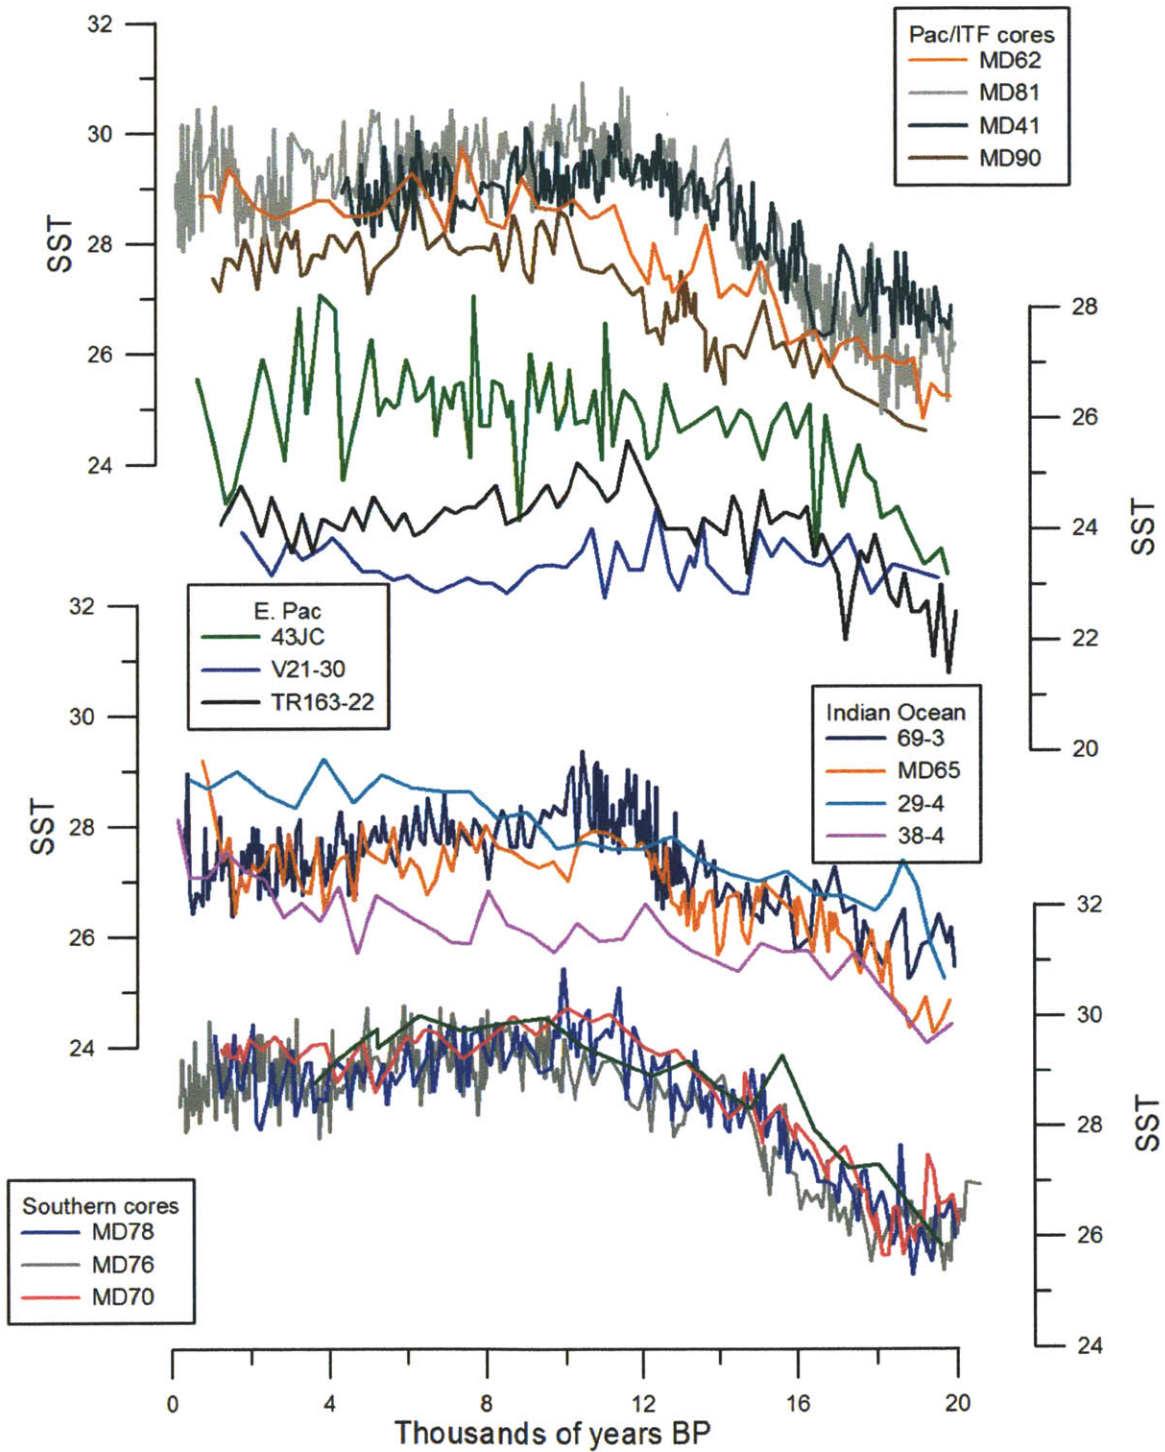 32
30
28
26
24
SST
Pac/ITF cores
MD62
MD81
MD41
MD90
28
26
24
22
20
SST
E. Pac
43JC
V21-30
TR163-22
32
30
28
26
24
SST
Indian Ocean
69-3
MD65
29-4
38-4
32
30
28
26
24
SST
Southern cores
MD78
MD76
MD70
0 4 8 12 16 20
Thousands of years BP